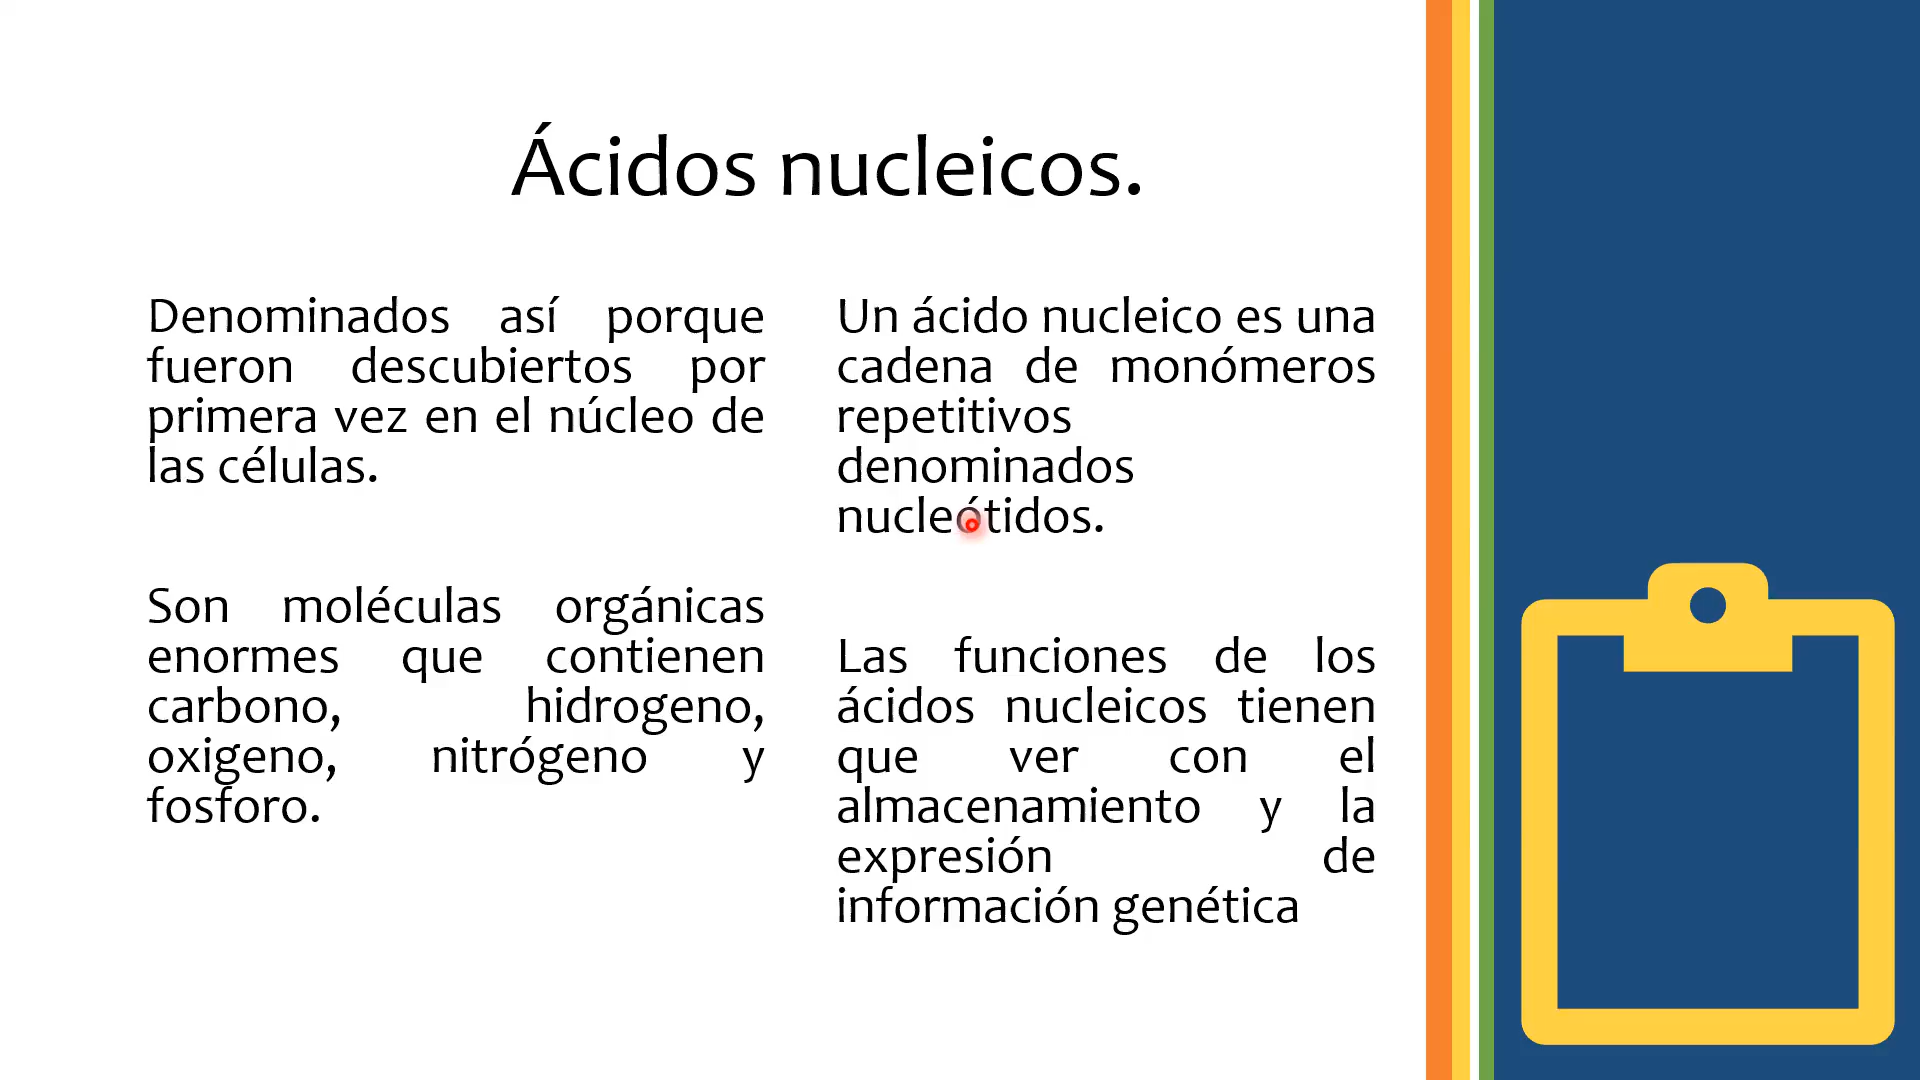 Ácidos nucleicos.
Denominados así porque
fueron descubiertos por
primera vez en el núcleo de
las células.
Son moléculas orgánicas
enormes que contienen
carbono, hidrogeno,
oxigeno, nitrógeno y
fosforo.
Un ácido nucleico es una
cadena de monómeros
repetitivos
denominados
nucleótidos.
Las funciones de los
ácidos nucleicos tienen
que ver con el
almacenamiento y la
expresión de
información genética